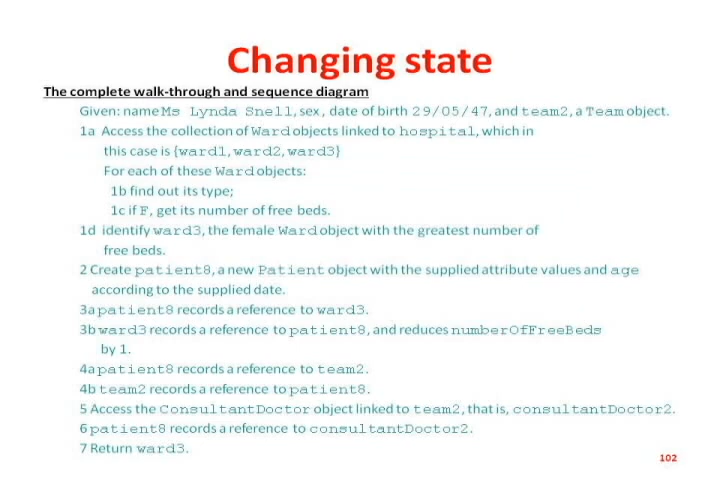 Changing state
The complete walk-through and sequence diagram
Given: name Ms Lynda Snell, sex, date of birth 29/05/47, and team2, a Team object.
1a Access the collection of Ward objects linked to hospital, which in
this case is {ward1, ward2, ward3}
For each of these Ward objects:
1b find out its type;
1c if F, get its number of free beds.
1d identify ward3, the female Ward object with the greatest number of
free beds.
2 Create patient8, a new Patient object with the supplied attribute values and age
according to the supplied date.
3a patient8 records a reference to ward3.
3b ward3 records a reference to patient8, and reduces numberOfFreeBeds
by 1.
4a patient8 records a reference to team2.
4b team2 records a reference to patient8.
5 Access the ConsultantDoctor object linked to team2, that is, consultantDoctor2.
6 patient8 records a reference to consultantDoctor2.
7 Return ward3.
102